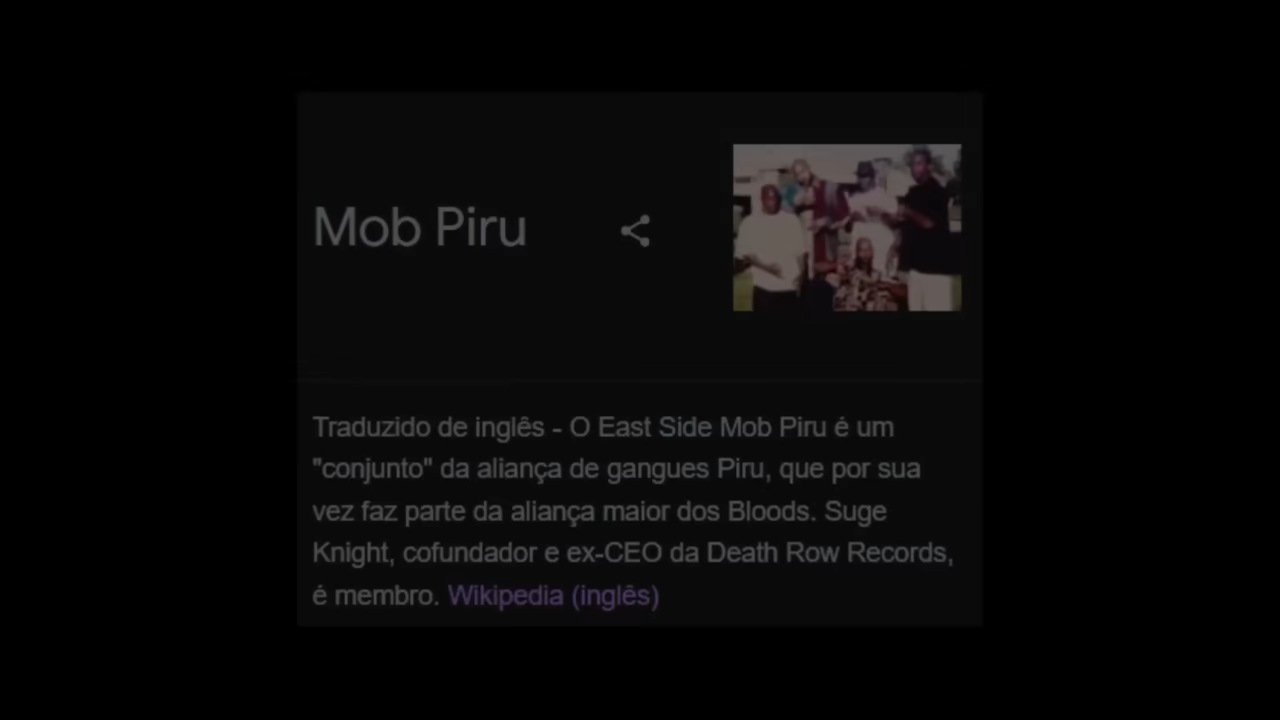 Mob Piru
Traduzido de inglês - O East Side Mob Piru é um
"conjunto" da aliança de gangues Piru, que por sua
vez faz parte da aliança maior dos Bloods. Suge
Knight, cofundador e ex-CEO da Death Row Records,
é membro. Wikipedia (inglês)